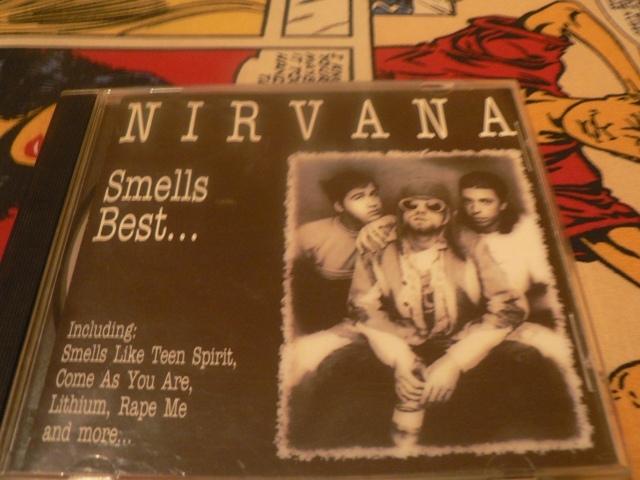 NIRVANA
Smells
Best...
Including:
Smells Like Teen Spirit,
Come As You Are,
Lithium, Rape Me
and more...